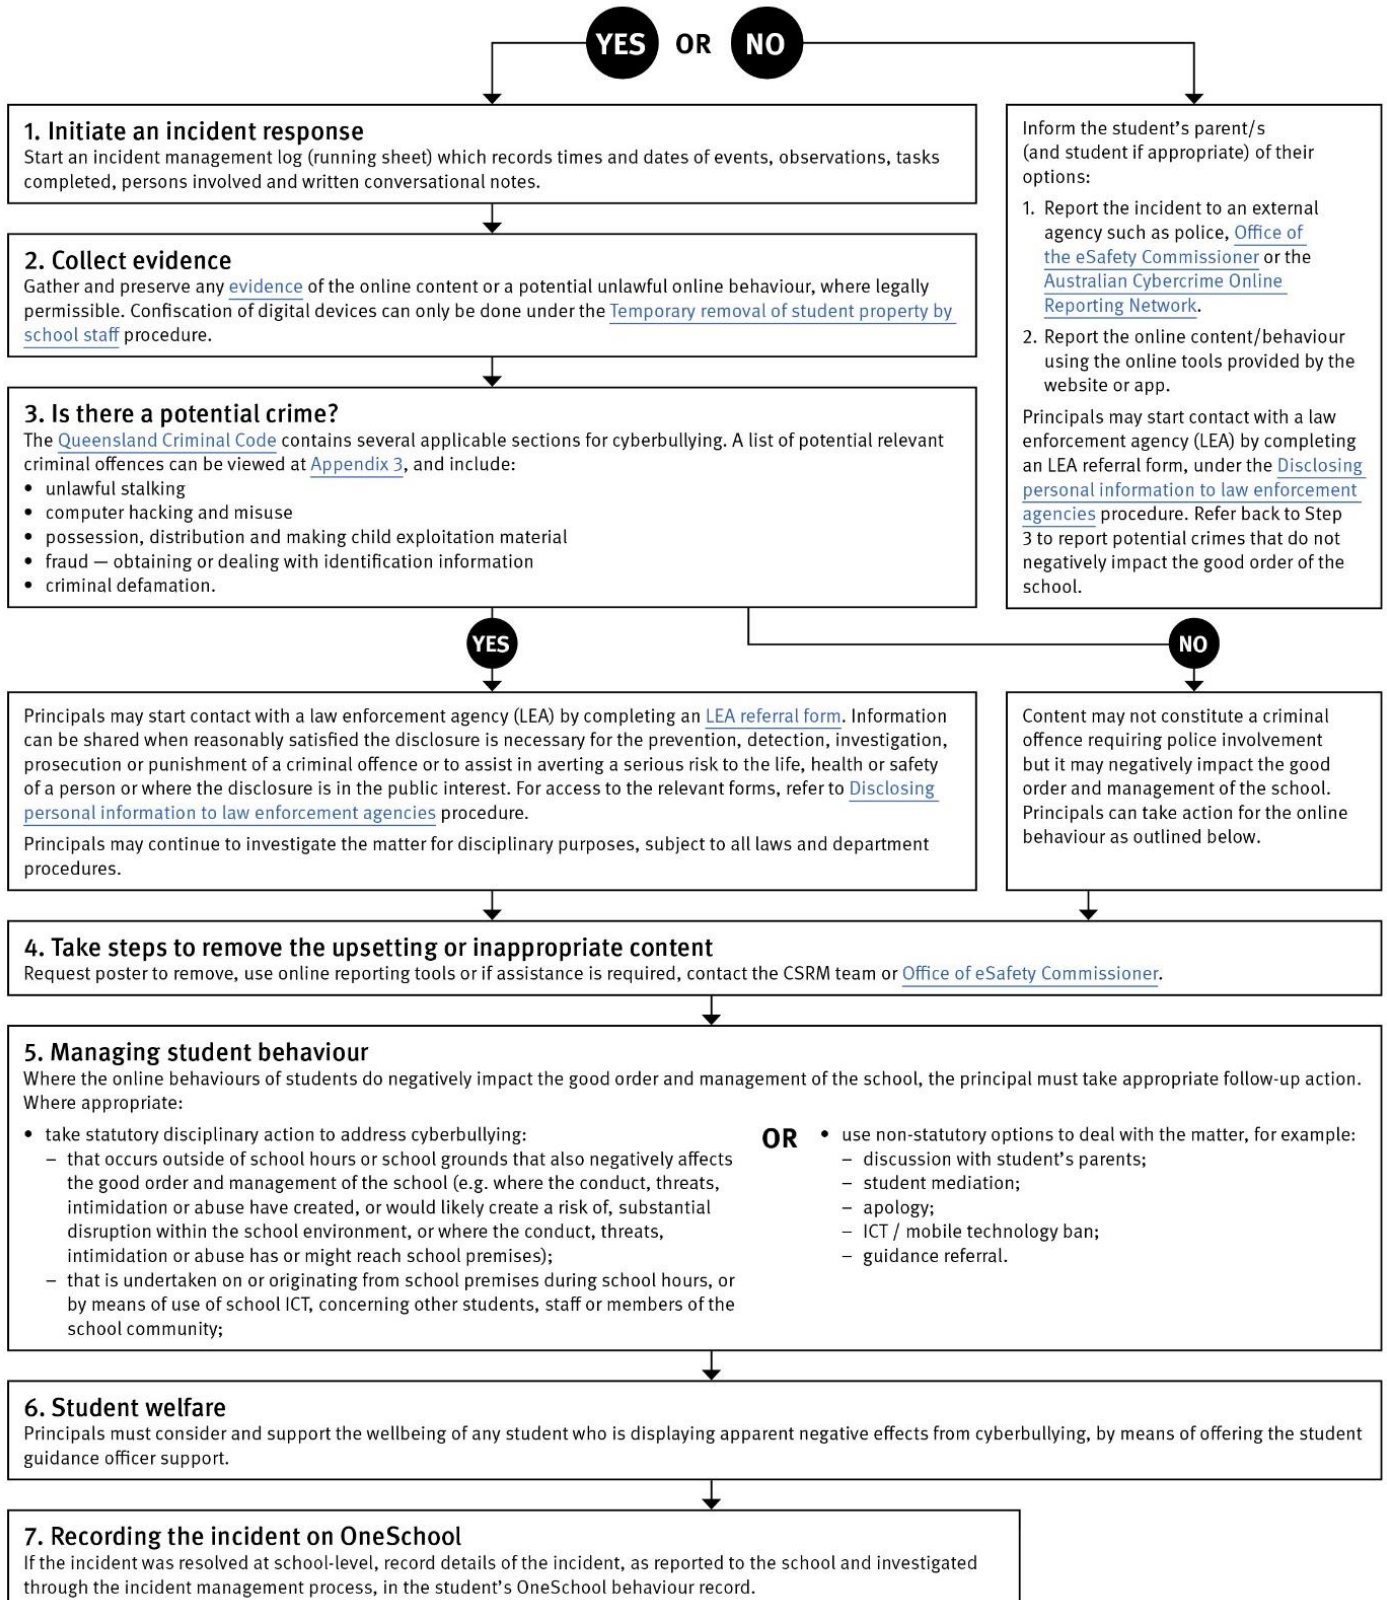 YES OR NO
1. Initiate an incident response
Start an incident management log (running sheet) which records times and dates of events, observations, tasks
completed, persons involved and written conversational notes.
2. Collect evidence
Gather and preserve any evidence of the online content or a potential unlawful online behaviour, where legally
permissible. Confiscation of digital devices can only be done under the Temporary removal of student property by
school staff procedure.
3. Is there a potential crime?
The Queensland Criminal Code contains several applicable sections for cyberbullying. A list of potential relevant
criminal offences can be viewed at Appendix 3, and include:
• unlawful stalking
• computer hacking and misuse
• possession, distribution and making child exploitation material
• fraud — obtaining or dealing with identification information
• criminal defamation.
Inform the student's parent/s
(and student if appropriate) of their
options:
1. Report the incident to an external
agency such as police, Office of
the eSafety Commissioner or the
Australian Cybercrime Online
Reporting Network.
2. Report the online content/behaviour
using the online tools provided by the
website or app.
Principals may start contact with a law
enforcement agency (LEA) by completing
an LEA referral form, under the Disclosing
personal information to law enforcement
agencies procedure. Refer back to Step
3 to report potential crimes that do not
negatively impact the good order of the
school.
YES
NO
Principals may start contact with a law enforcement agency (LEA) by completing an LEA referral form. Information
can be shared when reasonably satisfied the disclosure is necessary for the prevention, detection, investigation,
prosecution or punishment of a criminal offence or to assist in averting a serious risk to the life, health or safety
of a person or where the disclosure is in the public interest. For access to the relevant forms, refer to Disclosing
personal information to law enforcement agencies procedure.
Principals may continue to investigate the matter for disciplinary purposes, subject to all laws and department
procedures.
Content may not constitute a criminal
offence requiring police involvement
but it may negatively impact the good
order and management of the school.
Principals can take action for the online
behaviour as outlined below.
4. Take steps to remove the upsetting or inappropriate content
Request poster to remove, use online reporting tools or if assistance is required, contact the CSRM team or Office of eSafety Commissioner.
5. Managing student behaviour
Where the online behaviours of students do negatively impact the good order and management of the school, the principal must take appropriate follow-up action.
Where appropriate:
• take statutory disciplinary action to address cyberbullying:
– that occurs outside of school hours or school grounds that also negatively affects
the good order and management of the school (e.g. where the conduct, threats,
intimidation or abuse have created, or would likely create a risk of, substantial
disruption within the school environment, or where the conduct, threats,
intimidation or abuse has or might reach school premises);
– that is undertaken on or originating from school premises during school hours, or
by means of use of school ICT, concerning other students, staff or members of the
school community;
OR
• use non-statutory options to deal with the matter, for example:
– discussion with student's parents;
– student mediation;
– apology;
– ICT / mobile technology ban;
– guidance referral.
6. Student welfare
Principals must consider and support the wellbeing of any student who is displaying apparent negative effects from cyberbullying, by means of offering the student
guidance officer support.
7. Recording the incident on OneSchool
If the incident was resolved at school-level, record details of the incident, as reported to the school and investigated
through the incident management process, in the student's OneSchool behaviour record.